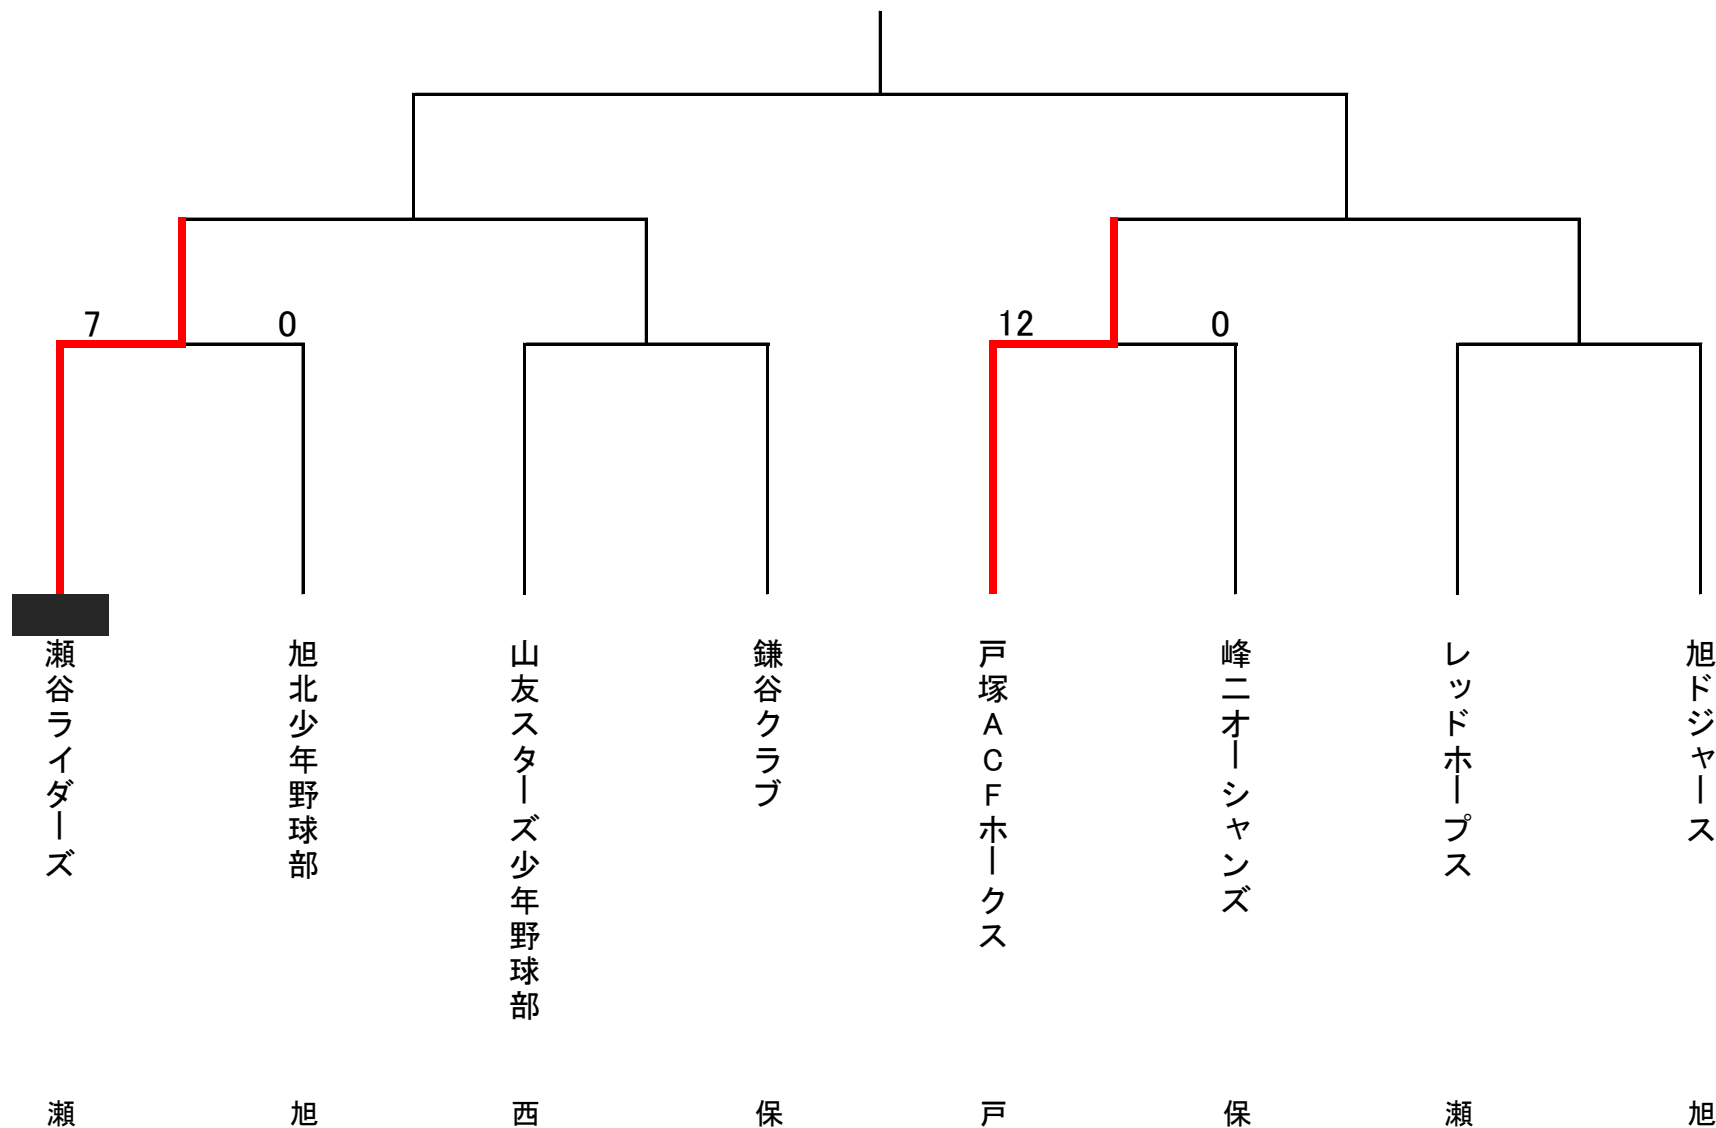 7
0
12
0
瀬谷ライダーズ
旭北少年野球部
山友スターズ少年野球部
鎌谷クラブ
戸塚ACFホークス
峰二オーシャンズ
レッドホープス
旭ドジャース
瀬
旭
西
保
戸
保
瀬
旭